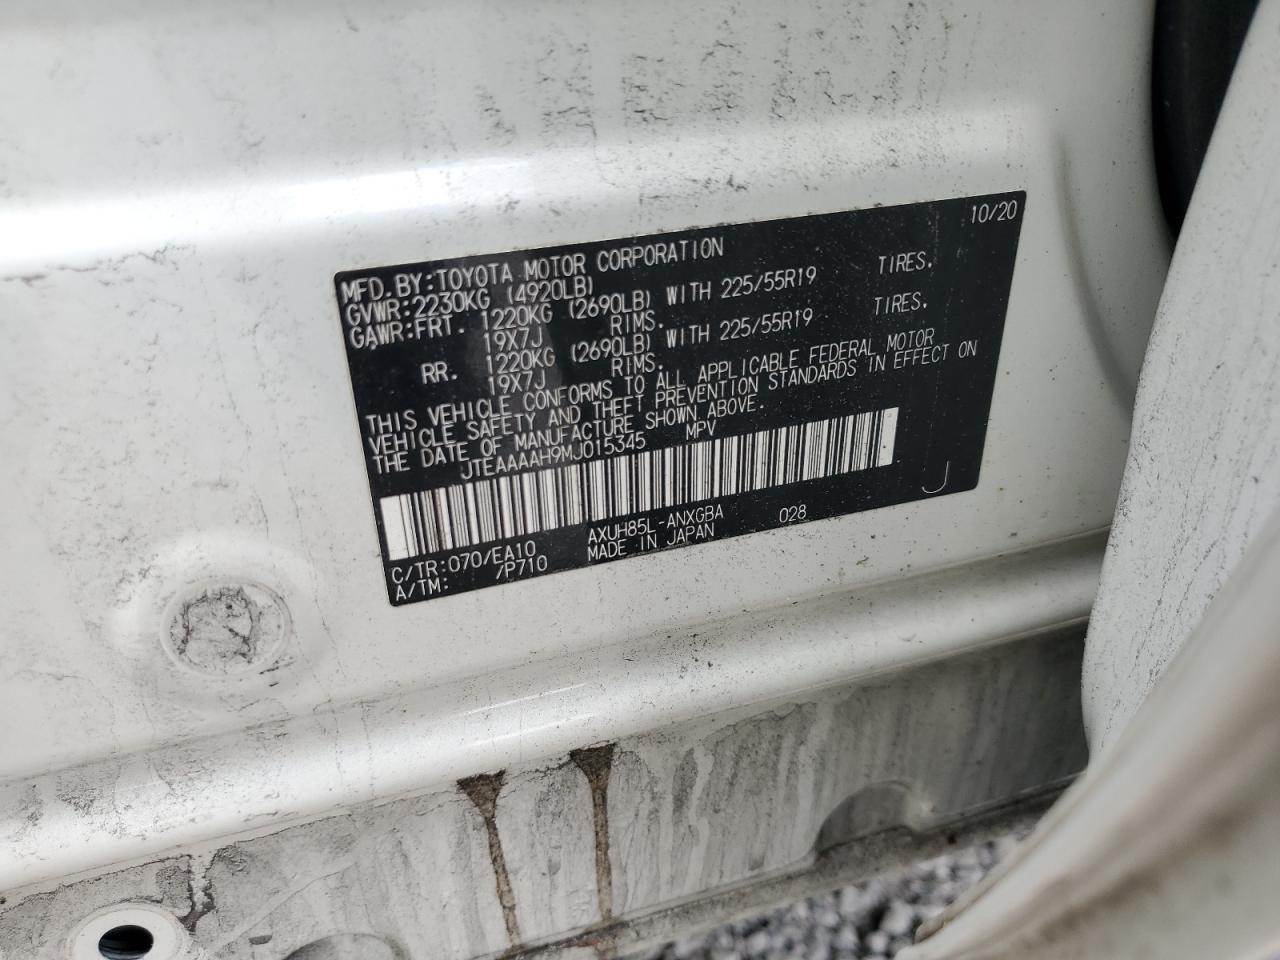 10/20
MFD.BY:TOYOTA MOTOR CORPORATION
GVWR:2230KG (4920LB)
GAWR:FRT. 1220KG (2690LB) WITH 225/55R19 TIRES,
19X7J RIMS.
RR. 1220KG (2690LB) WITH 225/55R19 TIRES,
19X7J RIMS.
THIS VEHICLE CONFORMS TO ALL APPLICABLE FEDERAL MOTOR
VEHICLE SAFETY AND THEFT PREVENTION STANDARDS IN EFFECT ON
THE DATE OF MANUFACTURE SHOWN ABOVE.
JTEAAAAH9MJ015345 MPV
C/TR:070/EA10 AXUH85L-ANXGBA 028
A/TM: /P710 MADE IN JAPAN
J